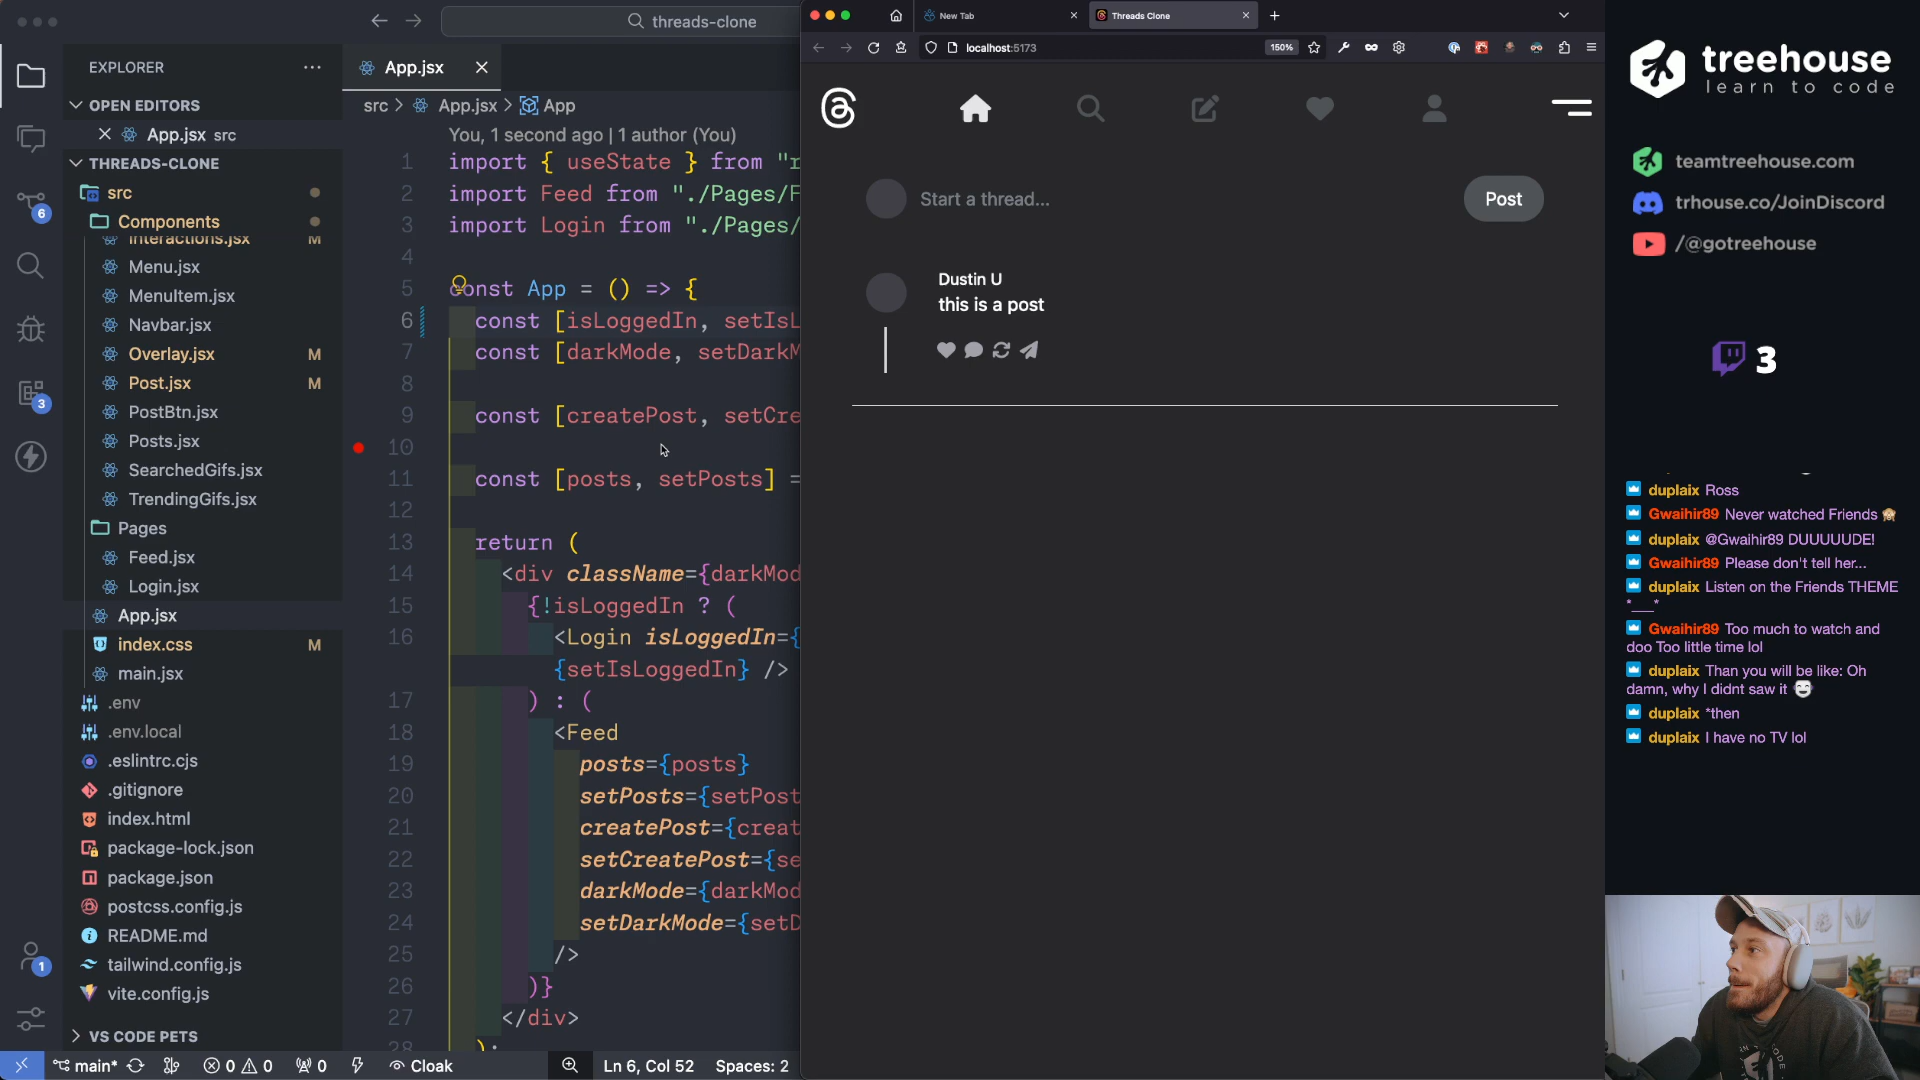 threads-clone
EXPLORER
OPEN EDITORS
App.jsx src
THREADS-CLONE
src
Components
Interactions.jsx M
Menu.jsx
MenuItem.jsx
Navbar.jsx
Overlay.jsx M
Post.jsx M
PostBtn.jsx
Posts.jsx
SearchedGifs.jsx
TrendingGifs.jsx
Pages
Feed.jsx
Login.jsx
App.jsx
index.css M
main.jsx
.env
.env.local
.eslintrc.cjs
.gitignore
index.html
package-lock.json
package.json
postcss.config.js
README.md
tailwind.config.js
vite.config.js
VS CODE PETS
6
3
1
App.jsx
src > App.jsx > App
You, 1 second ago | 1 author (You)
1 import { useState } from "r
2 import Feed from "./Pages/F
3 import Login from "./Pages/
4
5 const App = () => {
6 const [isLoggedIn, setIsL
7 const [darkMode, setDarkM
8
9 const [createPost, setCre
10
11 const [posts, setPosts] =
12
13 return (
14 <div className={darkMod
15 {!isLoggedIn ? (
16 <Login isLoggedIn={
{setIsLoggedIn} />
17 ) : (
18 <Feed
19 posts={posts}
20 setPosts={setPost
21 createPost={creat
22 setCreatePost={se
23 darkMode={darkMod
24 setDarkMode={setD
25 />
26 )}
27 </div>
28 );
main* 0 0 0 Cloak Ln 6, Col 52 Spaces: 2
New Tab
Threads Clone
localhost:5173
150%
Start a thread...
Post
Dustin U
this is a post
treehouse
learn to code
teamtreehouse.com
trhouse.co/JoinDiscord
/@gotreehouse
3
duplaix Ross
Gwaihir89 Never watched Friends
duplaix @Gwaihir89 DUUUUUDE!
Gwaihir89 Please don't tell her...
duplaix Listen on the Friends THEME
*___*
Gwaihir89 Too much to watch and
doo Too little time lol
duplaix Than you will be like: Oh
damn, why I didnt saw it
duplaix *then
duplaix I have no TV lol